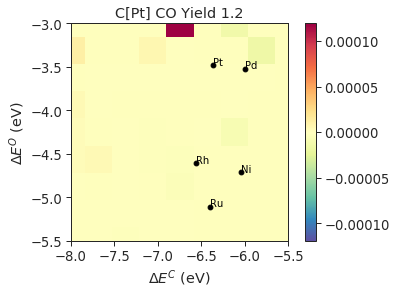 C[Pt] CO Yield 1.2
−3.0
−3.5
−4.0
−4.5
−5.0
−5.5
ΔE^O (eV)
Pt
Pd
Rh
Ni
Ru
−8.0 −7.5 −7.0 −6.5 −6.0 −5.5
ΔE^C (eV)
0.00010
0.00005
0.00000
−0.00005
−0.00010